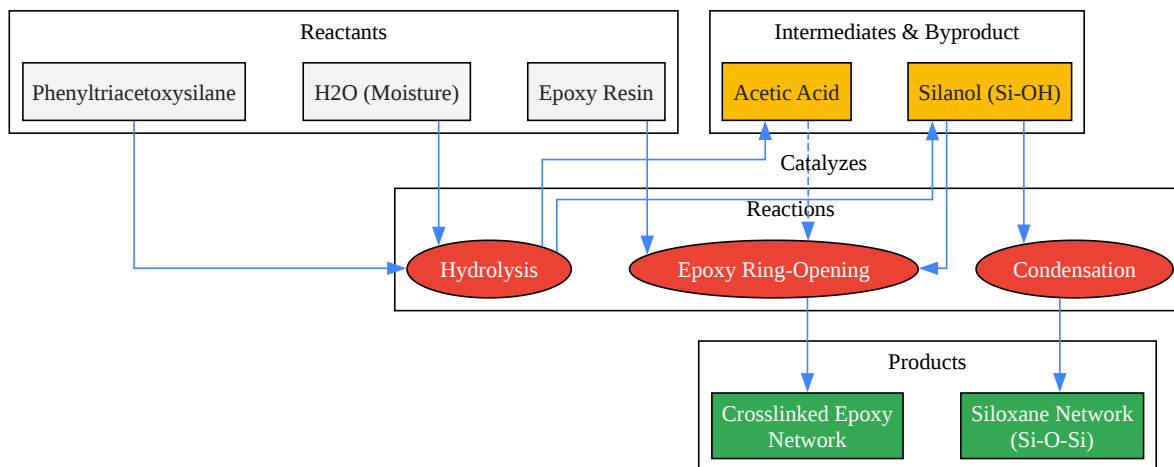 Reactants
Intermediates & Byproduct
Phenyltriacetoxysilane
H2O (Moisture)
Epoxy Resin
Acetic Acid
Silanol (Si-OH)
Catalyzes
Reactions
Hydrolysis
Epoxy Ring-Opening
Condensation
Products
Crosslinked Epoxy
Network
Siloxane Network
(Si-O-Si)